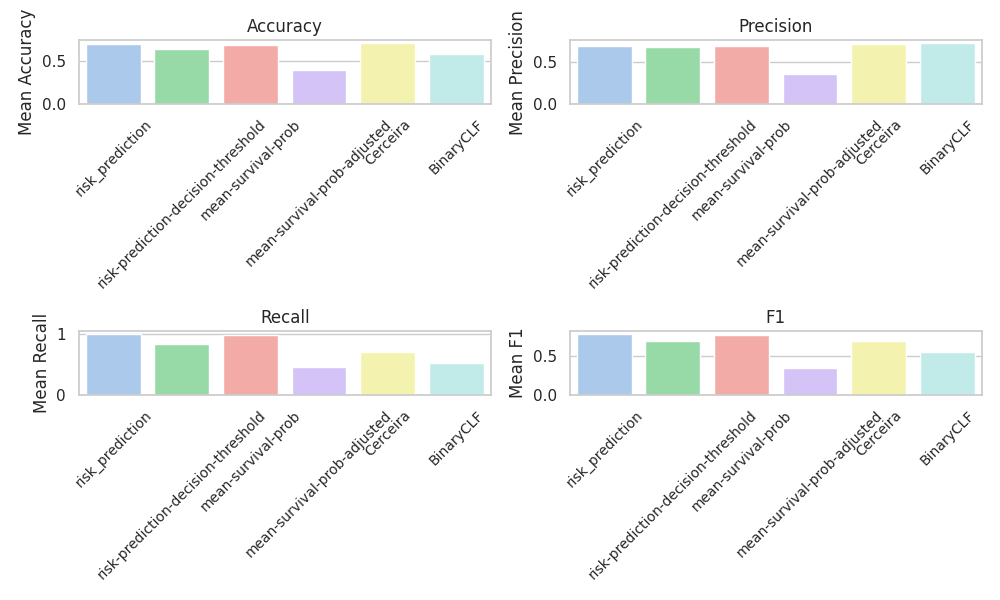 Accuracy
Mean Accuracy
0.5
0.0
risk_prediction
risk-prediction-decision-threshold
mean-survival-prob
mean-survival-prob-adjusted
Cerceira
BinaryCLF
Precision
Mean Precision
0.5
0.0
risk_prediction
risk-prediction-decision-threshold
mean-survival-prob
mean-survival-prob-adjusted
Cerceira
BinaryCLF
Recall
Mean Recall
1
0
risk_prediction
risk-prediction-decision-threshold
mean-survival-prob
mean-survival-prob-adjusted
Cerceira
BinaryCLF
F1
Mean F1
0.5
0.0
risk_prediction
risk-prediction-decision-threshold
mean-survival-prob
mean-survival-prob-adjusted
Cerceira
BinaryCLF